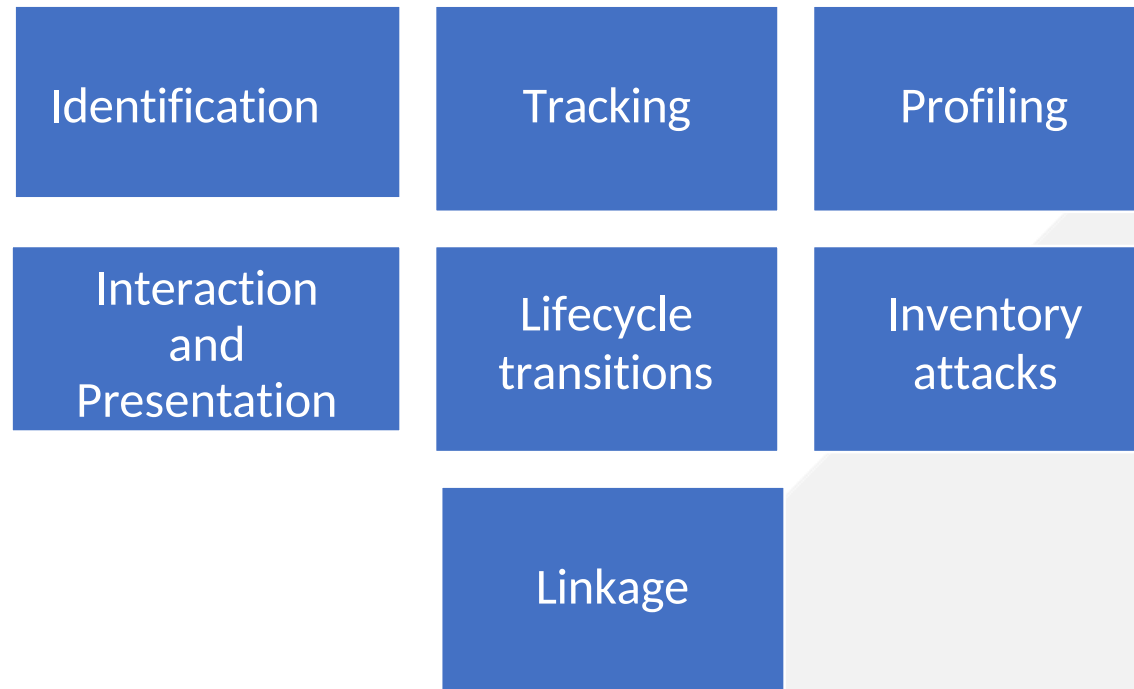 Identification
Tracking
Profiling
Interaction
and
Presentation
Lifecycle
transitions
Inventory
attacks
Linkage